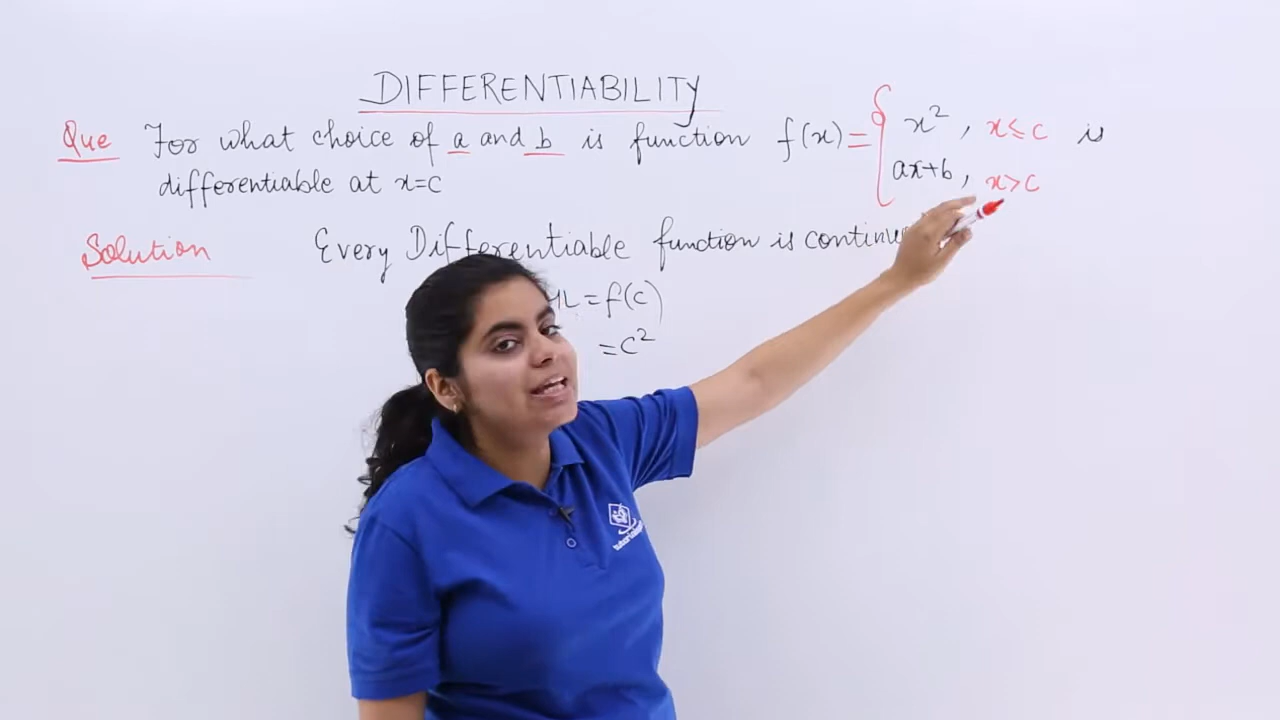 DIFFERENTIABILITY
Que For what choice of a and b is function f(x) = { x², x≤c is
ax+b, x>c
differentiable at x=c
Solution Every Differentiable function is
= f(c)
= c²